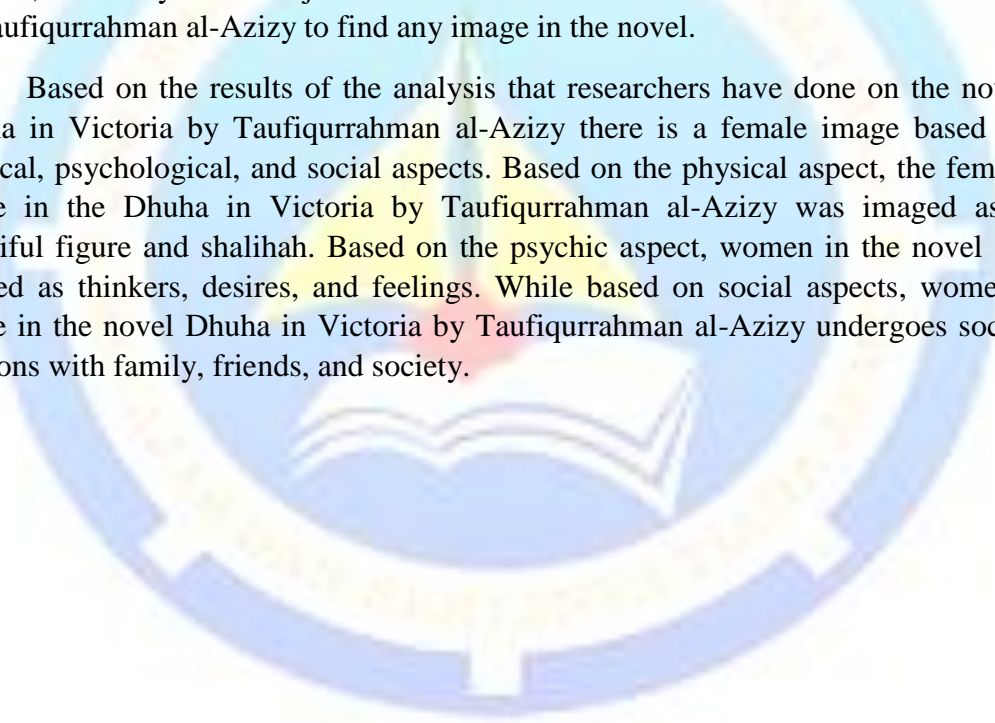 aufiqurrahman al-Azizy to find any image in the novel.
Based on the results of the analysis that researchers have done on the nov
a in Victoria by Taufiqurrahman al-Azizy there is a female image based
ical, psychological, and social aspects. Based on the physical aspect, the fem
e in the Dhuha in Victoria by Taufiqurrahman al-Azizy was imaged as
iful figure and shalihah. Based on the psychic aspect, women in the novel
ed as thinkers, desires, and feelings. While based on social aspects, wome
e in the novel Dhuha in Victoria by Taufiqurrahman al-Azizy undergoes soc
ons with family, friends, and society.